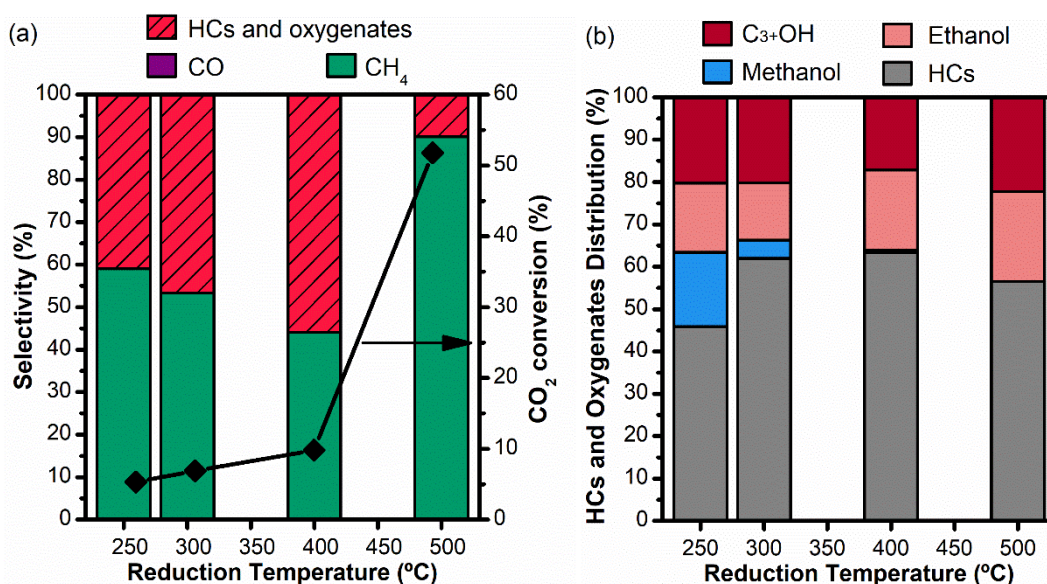 (a)
HCs and oxygenates
CO
CH₄
100
90
80
70
60
50
40
30
20
10
0
Selectivity (%)
60
50
40
30
20
10
0
CO₂ conversion (%)
250 300 350 400 450 500
Reduction Temperature (ºC)
(b)
C₃₊OH
Ethanol
Methanol
HCs
100
90
80
70
60
50
40
30
20
10
0
HCs and Oxygenates Distribution (%)
250 300 350 400 450 500
Reduction Temperature (ºC)